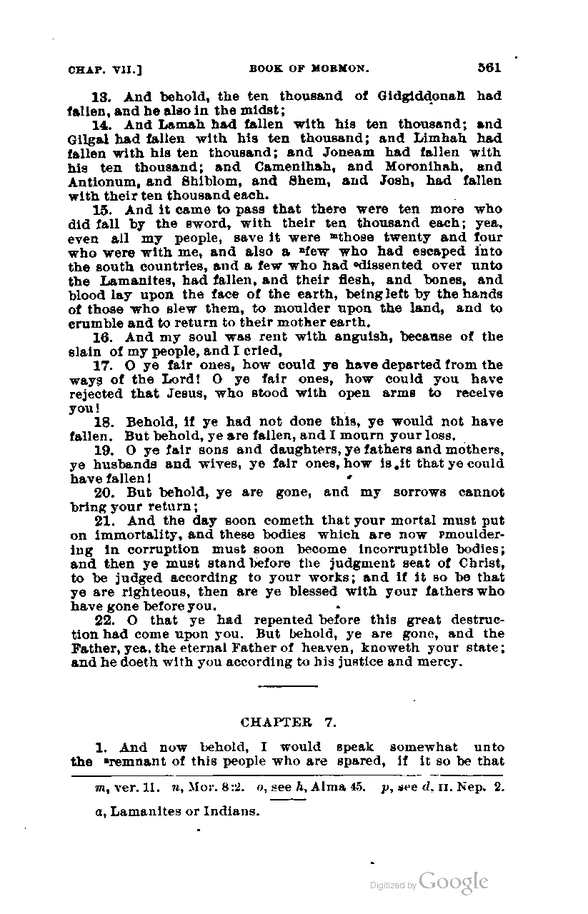 CHAP. VII.] BOOK OF MORMON. 561
13. And behold, the ten thousand of Gidgiddonah had
fallen, and he also in the midst;
14. And Lamah had fallen with his ten thousand; and
Gilgal had fallen with his ten thousand; and Limhah had
fallen with his ten thousand; and Joneam had fallen with
his ten thousand; and Camenihah, and Moronihah, and
Antionum, and Shiblom, and Shem, and Josh, had fallen
with their ten thousand each.
15. And it came to pass that there were ten more who
did fall by the sword, with their ten thousand each; yea,
even all my people, save it were ᵐthose twenty and four
who were with me, and also a ⁿfew who had escaped into
the south countries, and a few who had ᵒdissented over unto
the Lamanites, had fallen, and their flesh, and bones, and
blood lay upon the face of the earth, being left by the hands
of those who slew them, to moulder upon the land, and to
crumble and to return to their mother earth.
16. And my soul was rent with anguish, because of the
slain of my people, and I cried,
17. O ye fair ones, how could ye have departed from the
ways of the Lord! O ye fair ones, how could you have
rejected that Jesus, who stood with open arms to receive
you!
18. Behold, if ye had not done this, ye would not have
fallen. But behold, ye are fallen, and I mourn your loss.
19. O ye fair sons and daughters, ye fathers and mothers,
ye husbands and wives, ye fair ones, how is it that ye could
have fallen!
20. But behold, ye are gone, and my sorrows cannot
bring your return;
21. And the day soon cometh that your mortal must put
on immortality, and these bodies which are now ᵖmoulder-
ing in corruption must soon become incorruptible bodies;
and then ye must stand before the judgment seat of Christ,
to be judged according to your works; and if it so be that
ye are righteous, then are ye blessed with your fathers who
have gone before you.
22. O that ye had repented before this great destruc-
tion had come upon you. But behold, ye are gone, and the
Father, yea, the eternal Father of heaven, knoweth your state;
and he doeth with you according to his justice and mercy.
CHAPTER 7.
1. And now behold, I would speak somewhat unto
the ᵃremnant of this people who are spared, if it so be that
m, ver. 11. n, Mor. 8:2. o, see h, Alma 45. p, see d, II. Nep. 2.
a, Lamanites or Indians.
Digitized by Google